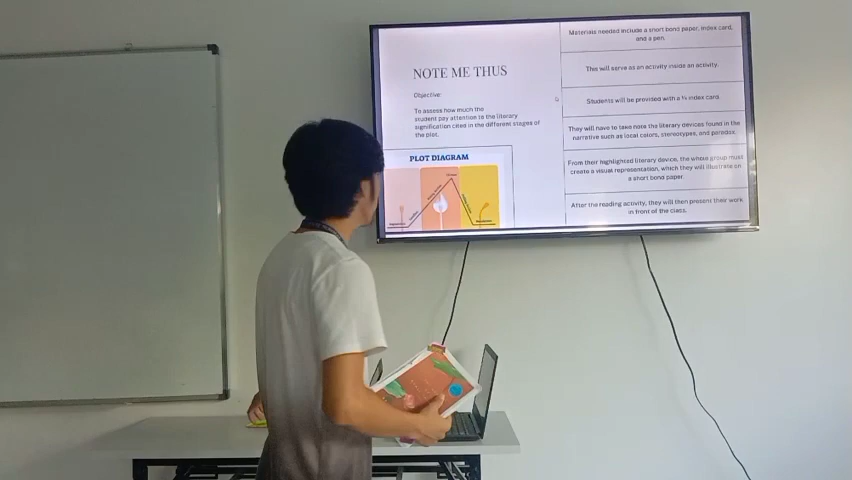 NOTE ME THUS
Objective:
To assess how much the
student pay attention to the literary
signification cited in the different stages of
the plot.
PLOT DIAGRAM
Materials needed include a short bond paper, index card,
and a pen.
This will serve as an activity inside an activity.
Students will be provided with a ½ index card.
They will have to take note the literary devices found in the
narrative such as local colors, stereotypes, and paradox.
From their highlighted literary device, the whole group must
create a visual representation, which they will illustrate on
a short bond paper.
After the reading activity, they will then present their work
in front of the class.